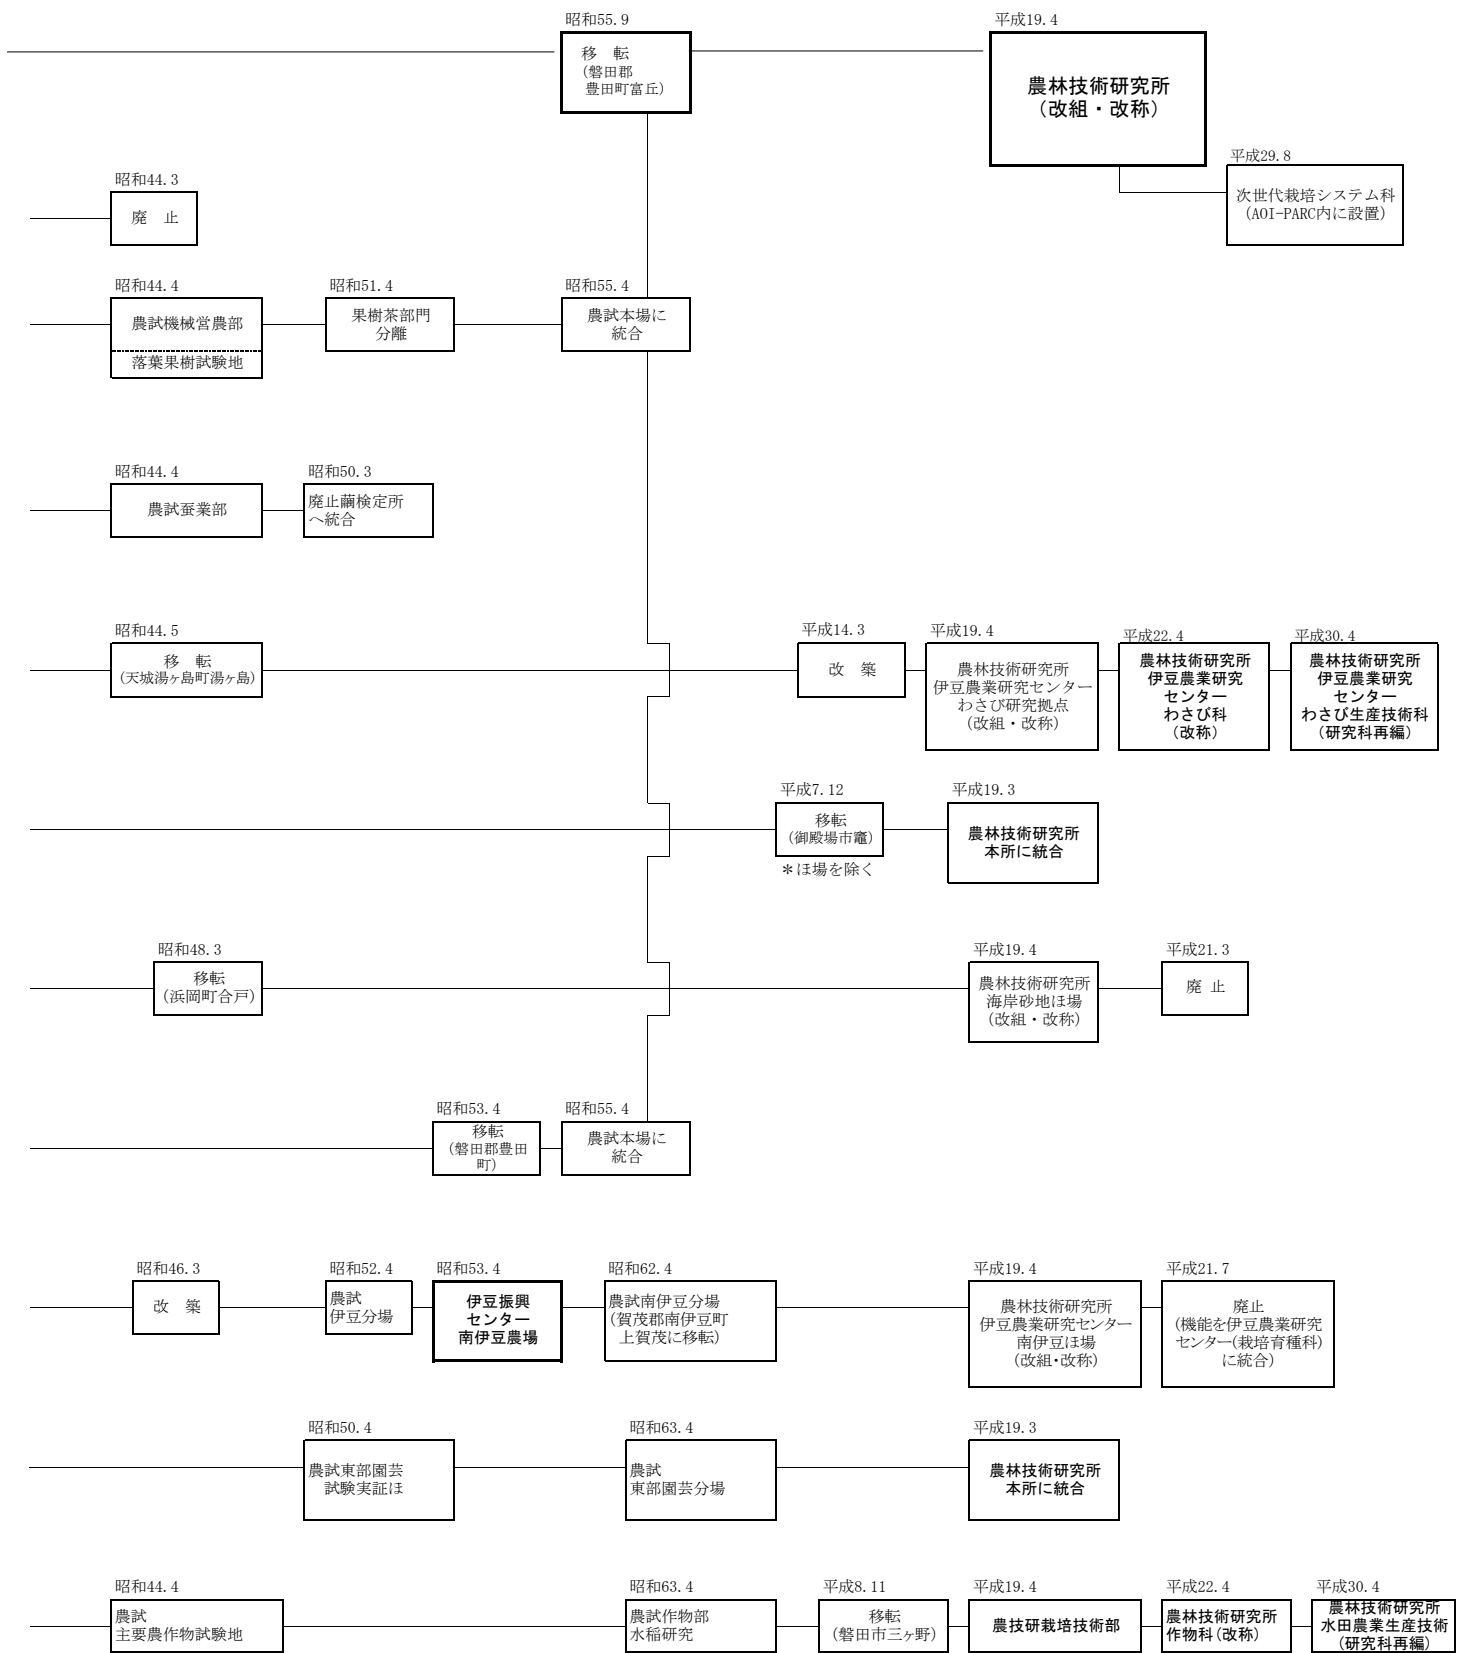 昭和55.9
移　転
（磐田郡
豊田町富丘）
平成19.4
農林技術研究所
（改組・改称）
平成29.8
次世代栽培システム科
（AOI-PARC内に設置）
昭和44.3
廃　止
昭和44.4
農試機械営農部
落葉果樹試験地
昭和51.4
果樹茶部門
分離
昭和55.4
農試本場に
統合
昭和44.4
農試蚕業部
昭和50.3
廃止繭検定所
へ統合
昭和44.5
移　転
（天城湯ヶ島町湯ヶ島）
平成14.3
改　築
平成19.4
農林技術研究所
伊豆農業研究センター
わさび研究拠点
（改組・改称）
平成22.4
農林技術研究所
伊豆農業研究
センター
わさび科
（改称）
平成30.4
農林技術研究所
伊豆農業研究
センター
わさび生産技術科
（研究科再編）
平成7.12
移転
（御殿場市竈）
＊ほ場を除く
平成19.3
農林技術研究所
本所に統合
昭和48.3
移転
（浜岡町合戸）
平成19.4
農林技術研究所
海岸砂地ほ場
（改組・改称）
平成21.3
廃 止
昭和53.4
移転
（磐田郡豊田
町）
昭和55.4
農試本場に
統合
昭和46.3
改　築
昭和52.4
農試
伊豆分場
昭和53.4
伊豆振興
センター
南伊豆農場
昭和62.4
農試南伊豆分場
（賀茂郡南伊豆町
上賀茂に移転）
平成19.4
農林技術研究所
伊豆農業研究センター
南伊豆ほ場
（改組・改称）
平成21.7
廃止
（機能を伊豆農業研究
センター（栽培育種科）
に統合）
昭和50.4
農試東部園芸
試験実証ほ
昭和63.4
農試
東部園芸分場
平成19.3
農林技術研究所
本所に統合
昭和44.4
農試
主要農作物試験地
昭和63.4
農試作物部
水稲研究
平成8.11
移転
（磐田市三ヶ野）
平成19.4
農技研栽培技術部
平成22.4
農林技術研究所
作物科（改称）
平成30.4
農林技術研究所
水田農業生産技術
（研究科再編）